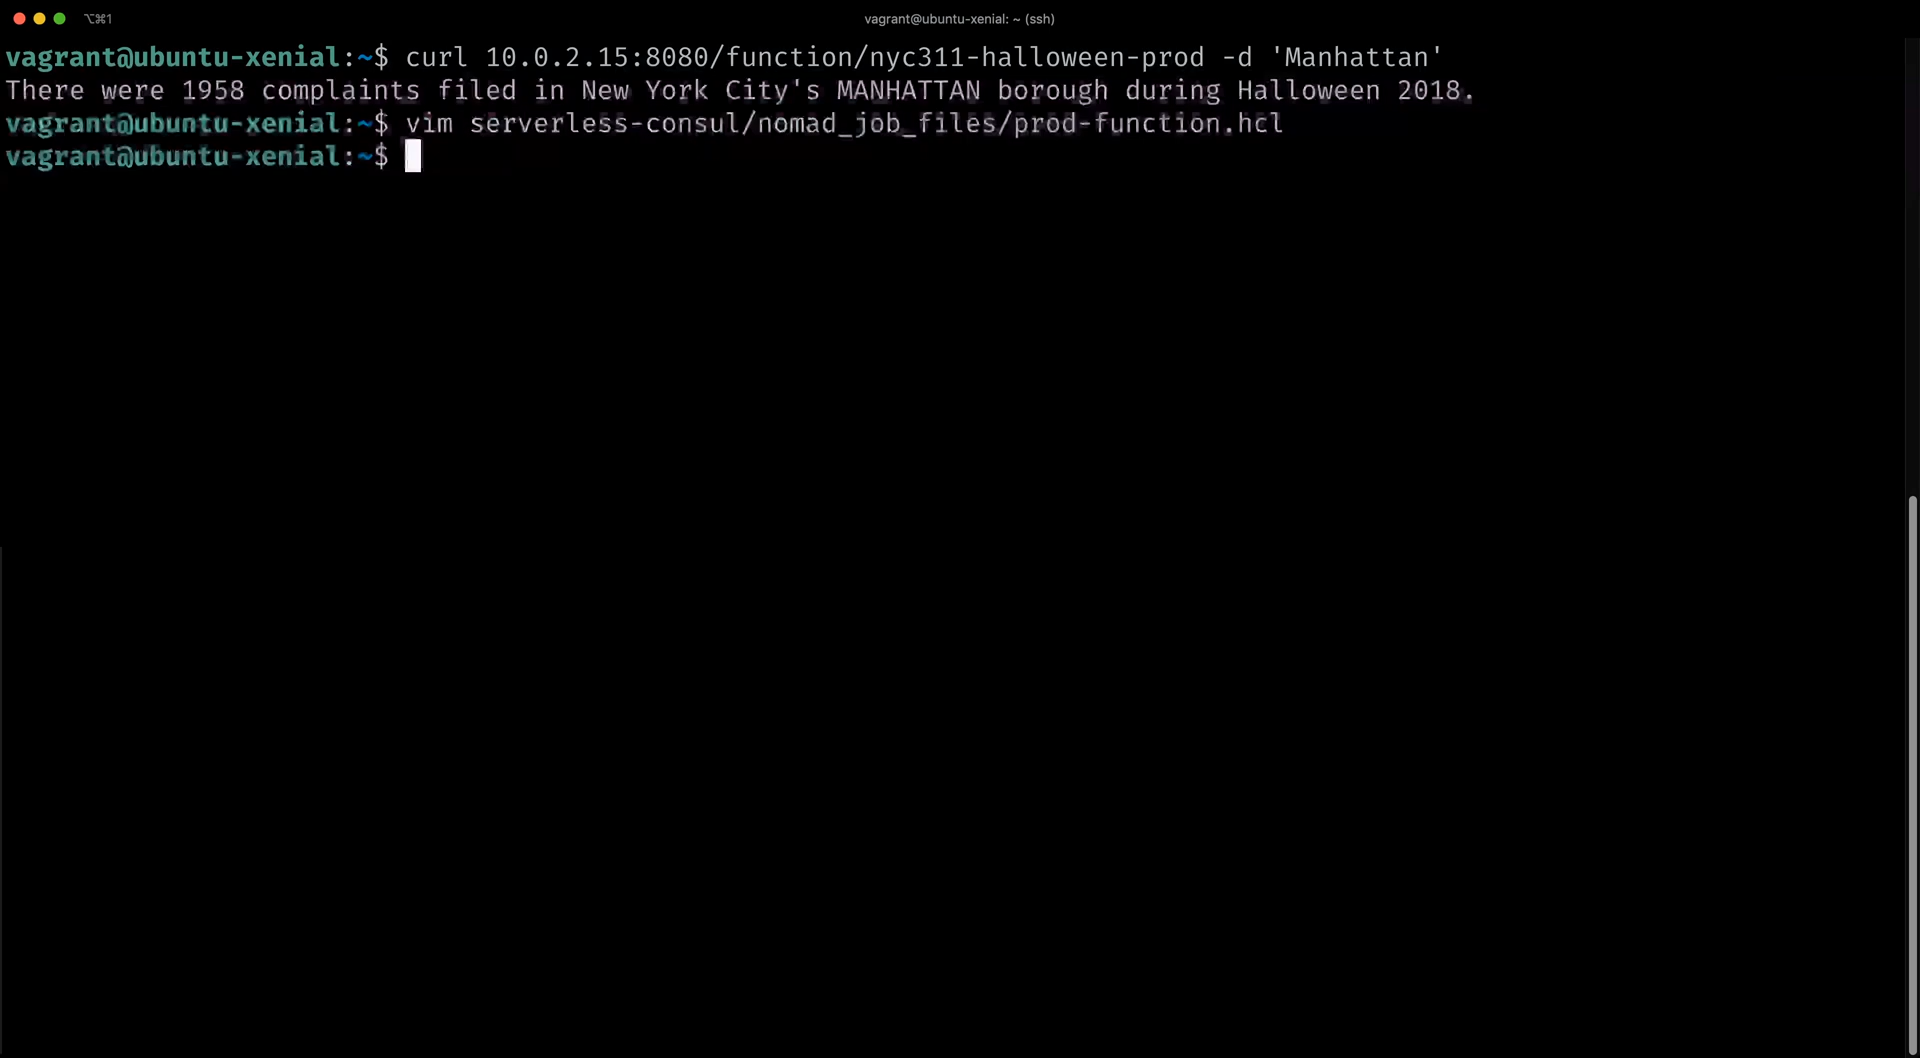 ⌥⌘1
vagrant@ubuntu-xenial: ~ (ssh)
vagrant@ubuntu-xenial:~$ curl 10.0.2.15:8080/function/nyc311-halloween-prod -d 'Manhattan'
There were 1958 complaints filed in New York City's MANHATTAN borough during Halloween 2018.
vagrant@ubuntu-xenial:~$ vim serverless-consul/nomad_job_files/prod-function.hcl
vagrant@ubuntu-xenial:~$